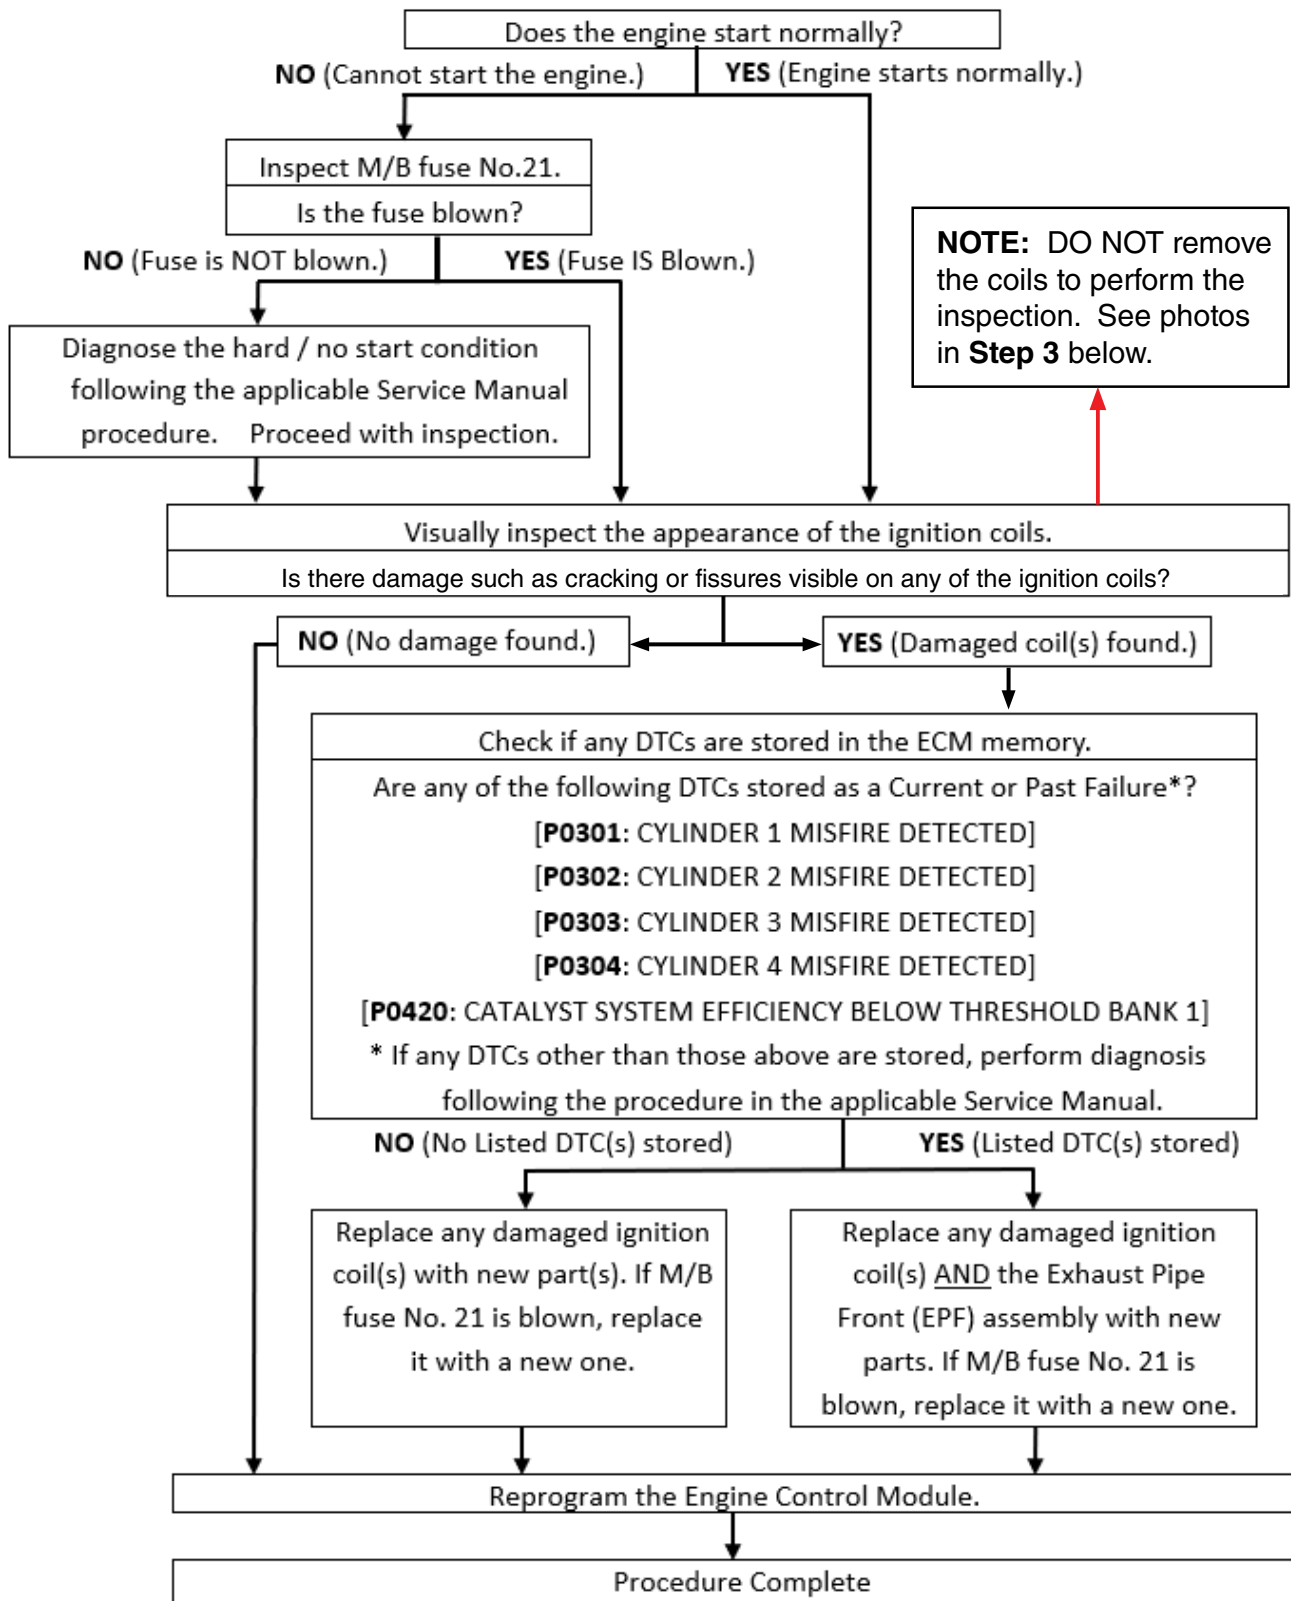 Does the engine start normally?
NO (Cannot start the engine.)
YES (Engine starts normally.)
Inspect M/B fuse No.21.
Is the fuse blown?
NO (Fuse is NOT blown.)
YES (Fuse IS Blown.)
NOTE: DO NOT remove
the coils to perform the
inspection. See photos
in Step 3 below.
Diagnose the hard / no start condition
following the applicable Service Manual
procedure. Proceed with inspection.
Visually inspect the appearance of the ignition coils.
Is there damage such as cracking or fissures visible on any of the ignition coils?
NO (No damage found.)
YES (Damaged coil(s) found.)
Check if any DTCs are stored in the ECM memory.
Are any of the following DTCs stored as a Current or Past Failure*?
[P0301: CYLINDER 1 MISFIRE DETECTED]
[P0302: CYLINDER 2 MISFIRE DETECTED]
[P0303: CYLINDER 3 MISFIRE DETECTED]
[P0304: CYLINDER 4 MISFIRE DETECTED]
[P0420: CATALYST SYSTEM EFFICIENCY BELOW THRESHOLD BANK 1]
* If any DTCs other than those above are stored, perform diagnosis
following the procedure in the applicable Service Manual.
NO (No Listed DTC(s) stored)
YES (Listed DTC(s) stored)
Replace any damaged ignition
coil(s) with new part(s). If M/B
fuse No. 21 is blown, replace
it with a new one.
Replace any damaged ignition
coil(s) AND the Exhaust Pipe
Front (EPF) assembly with new
parts. If M/B fuse No. 21 is
blown, replace it with a new one.
Reprogram the Engine Control Module.
Procedure Complete